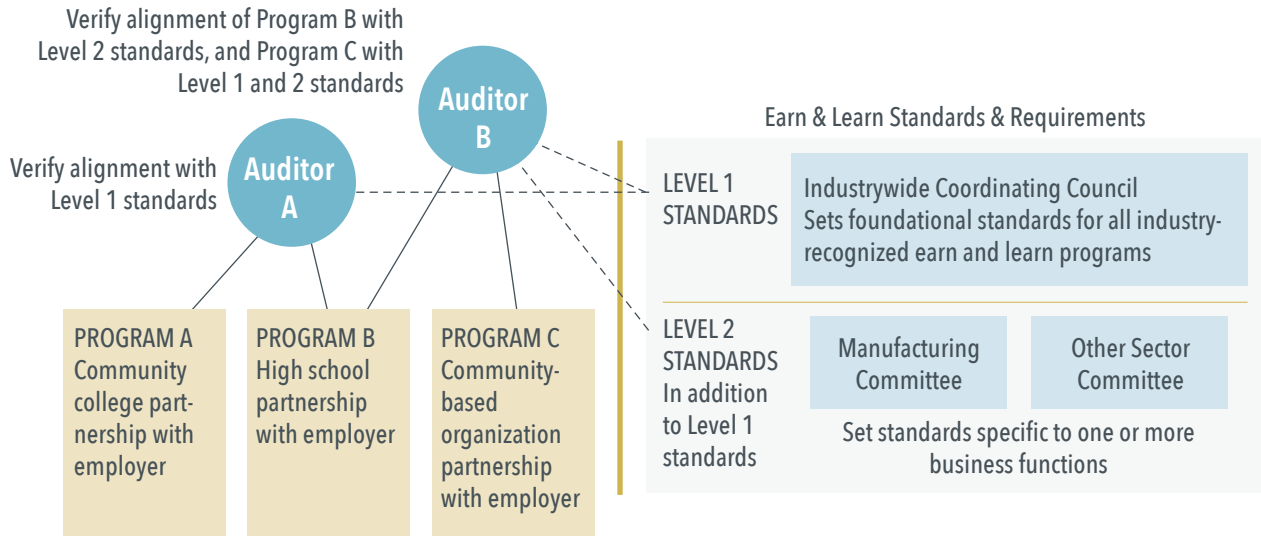 Verify alignment of Program B with
Level 2 standards, and Program C with
Level 1 and 2 standards
Auditor
B
Verify alignment with
Level 1 standards
Auditor
A
PROGRAM A
Community
college part-
nership with
employer
PROGRAM B
High school
partnership
with employer
PROGRAM C
Community-
based
organization
partnership
with employer
Earn & Learn Standards & Requirements
LEVEL 1
STANDARDS
Industrywide Coordinating Council
Sets foundational standards for all industry-
recognized earn and learn programs
LEVEL 2
STANDARDS
In addition
to Level 1
standards
Manufacturing
Committee
Other Sector
Committee
Set standards specific to one or more
business functions